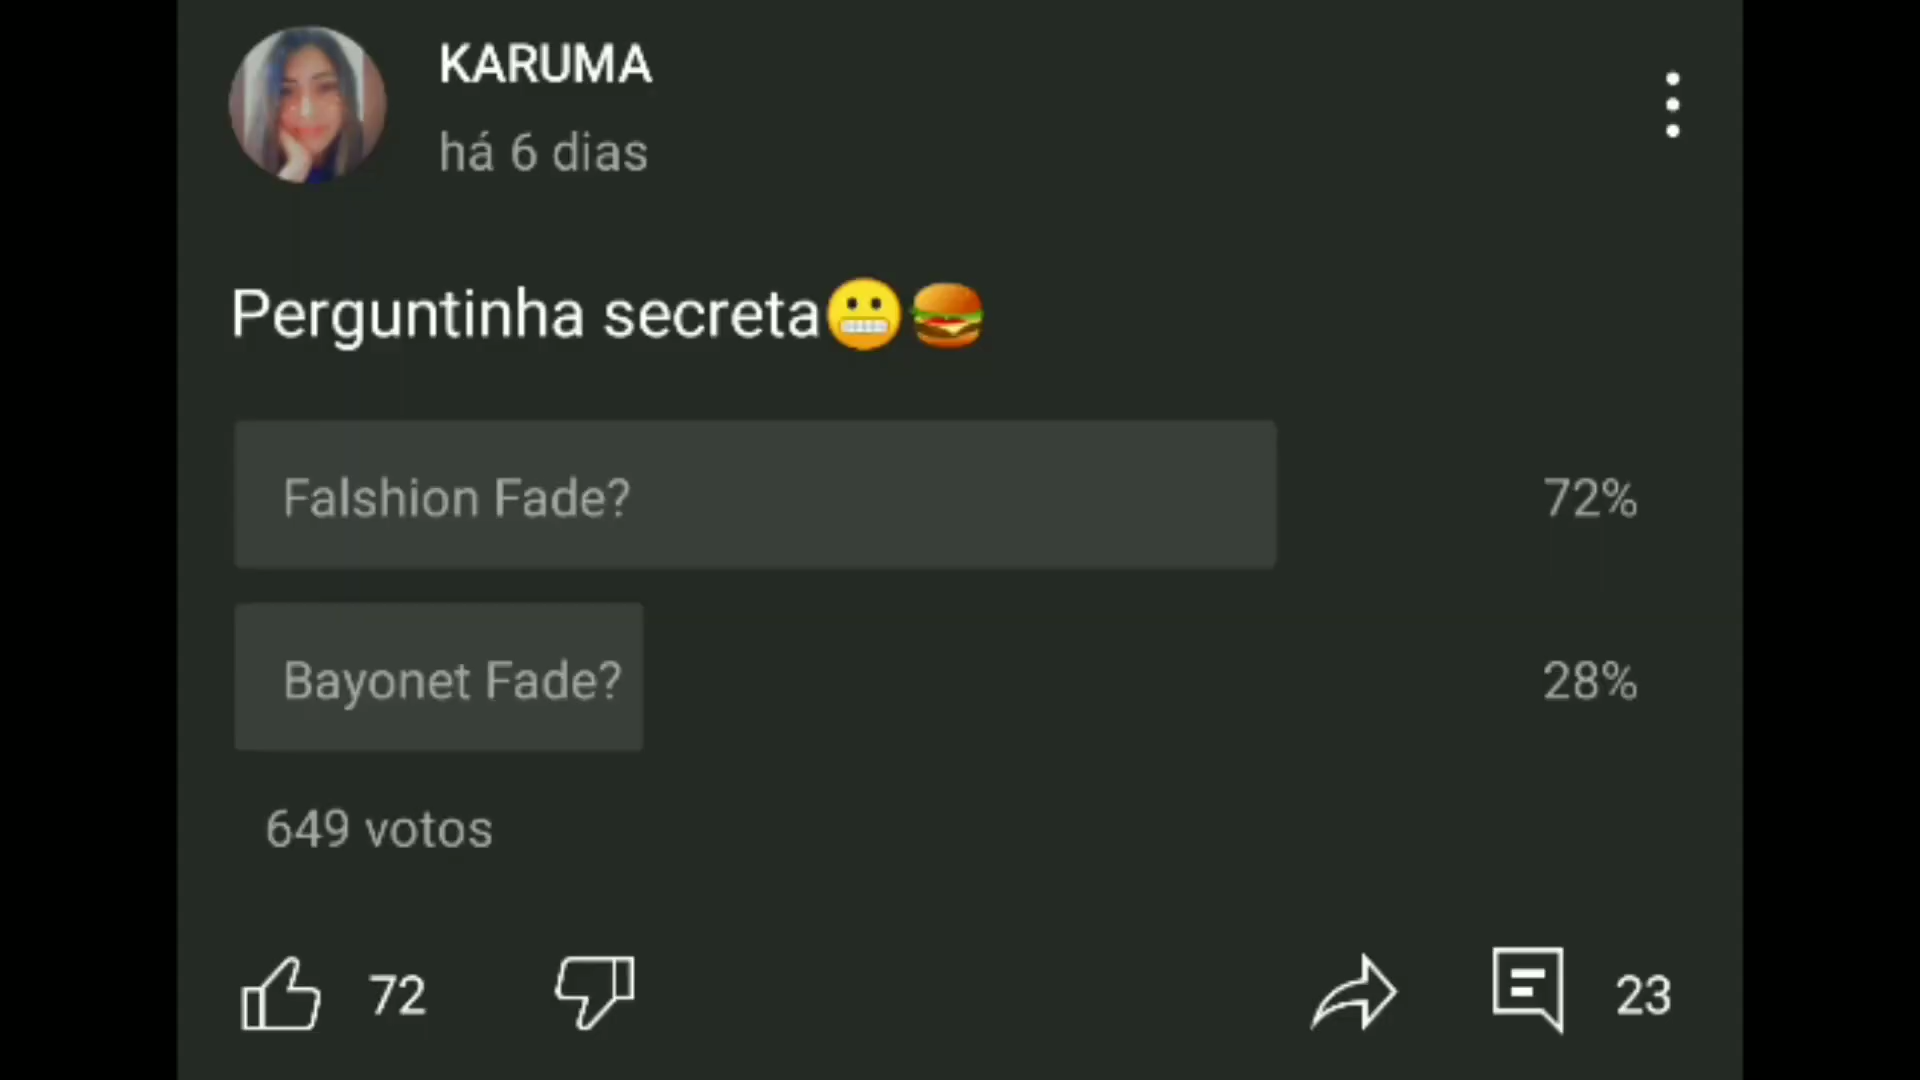 KARUMA
há 6 dias
Perguntinha secreta😬🍔
Falshion Fade?
72%
Bayonet Fade?
28%
649 votos
72
23